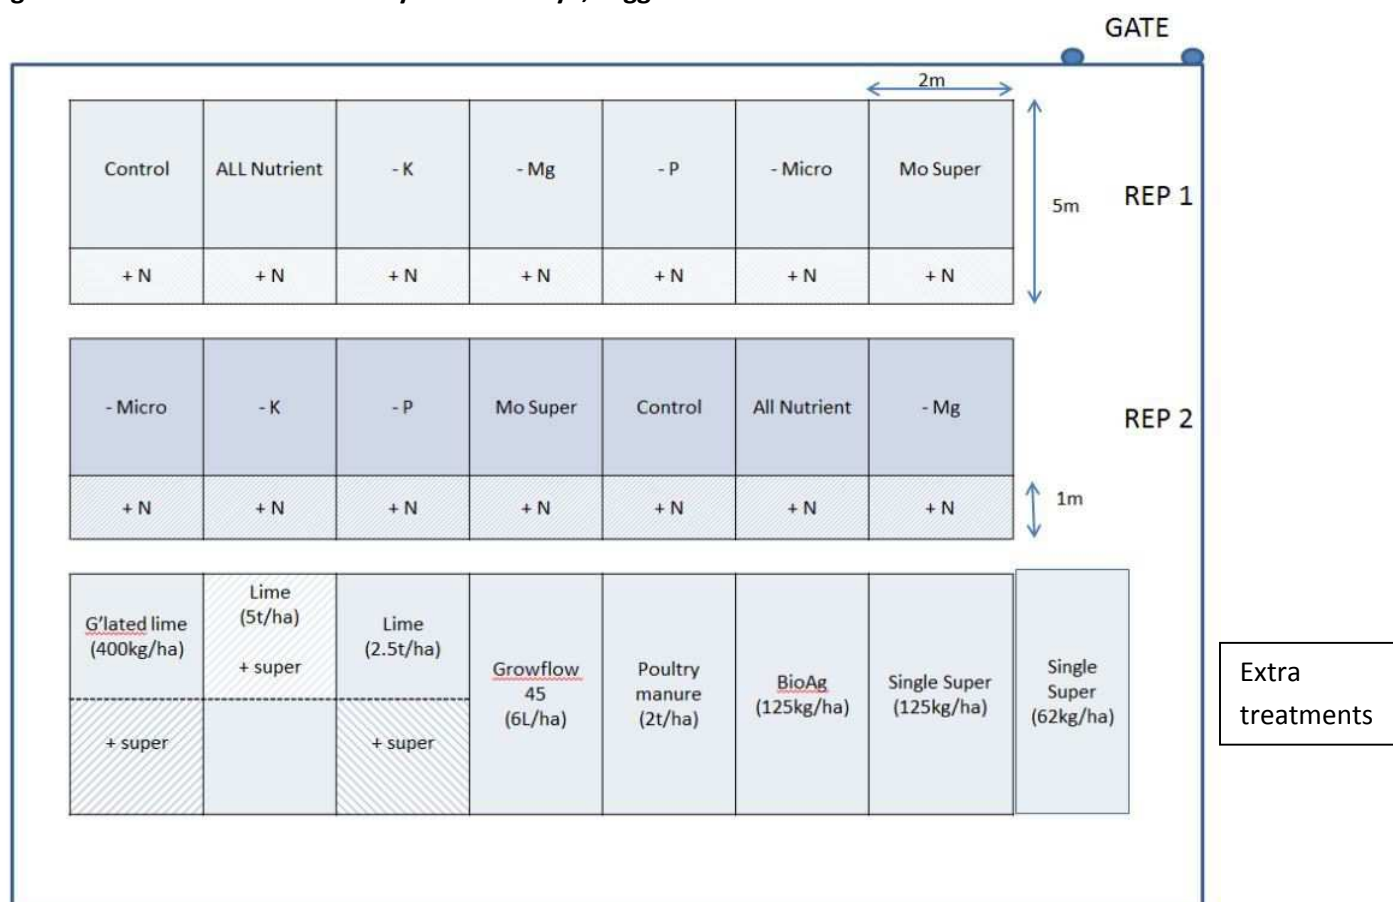 GATE
2m
Control ALL Nutrient - K - Mg - P - Micro Mo Super
5m
REP 1
+ N + N + N + N + N + N + N
- Micro - K - P Mo Super Control All Nutrient - Mg
REP 2
+ N + N + N + N + N + N + N
1m
G'lated lime
(400kg/ha)
+ super
Lime
(5t/ha)
+ super
Lime
(2.5t/ha)
+ super
Growflow
45
(6L/ha)
Poultry
manure
(2t/ha)
BioAg
(125kg/ha)
Single Super
(125kg/ha)
Single
Super
(62kg/ha)
Extra
treatments